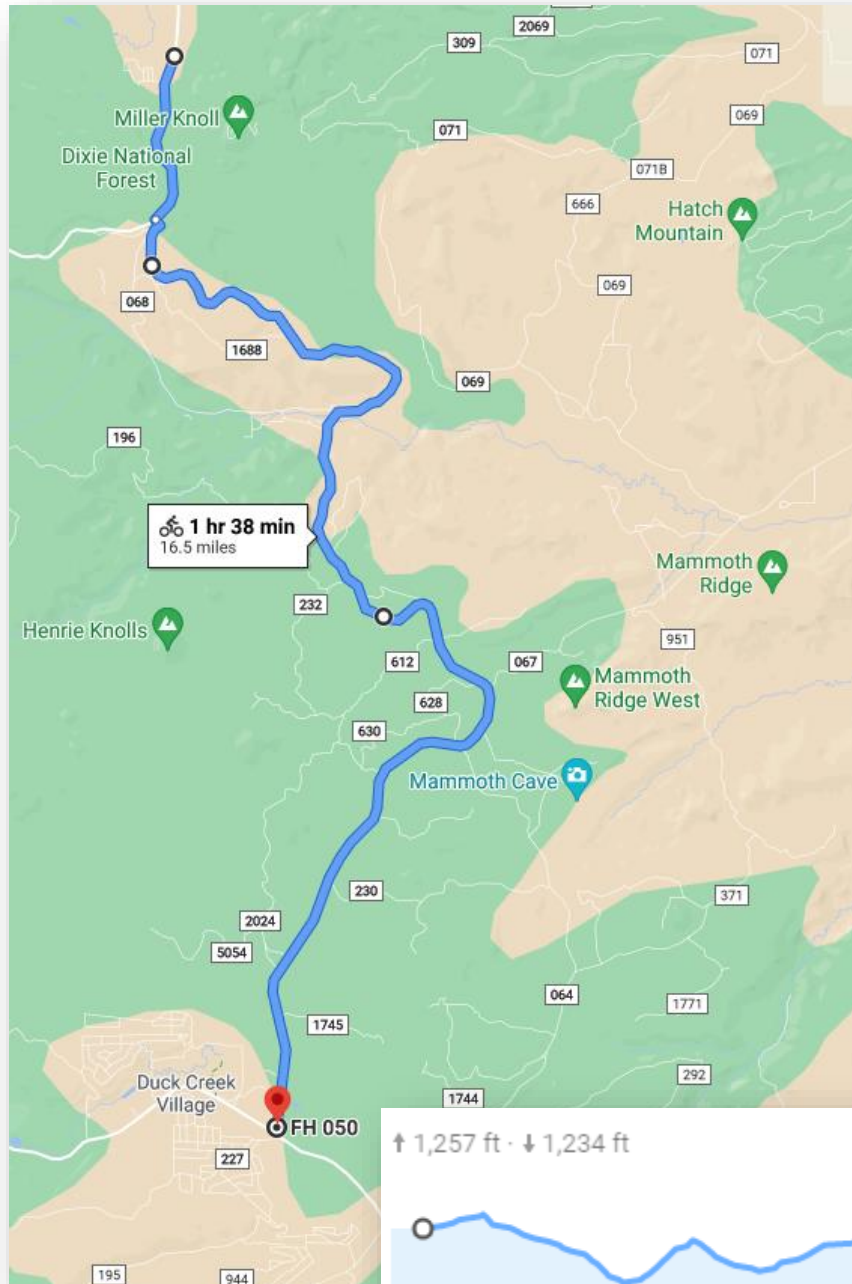 2069
309
071
Miller Knoll
069
071
Dixie National
Forest
071B
666
Hatch
Mountain
069
068
1688
069
196
1 hr 38 min
16.5 miles
Mammoth
Ridge
232
Henrie Knolls
951
612
067
Mammoth
Ridge West
628
630
Mammoth Cave
230
371
2024
5054
064
1771
1745
292
Duck Creek
Village
1744
FH 050
↑ 1,257 ft · ↓ 1,234 ft
227
195
944